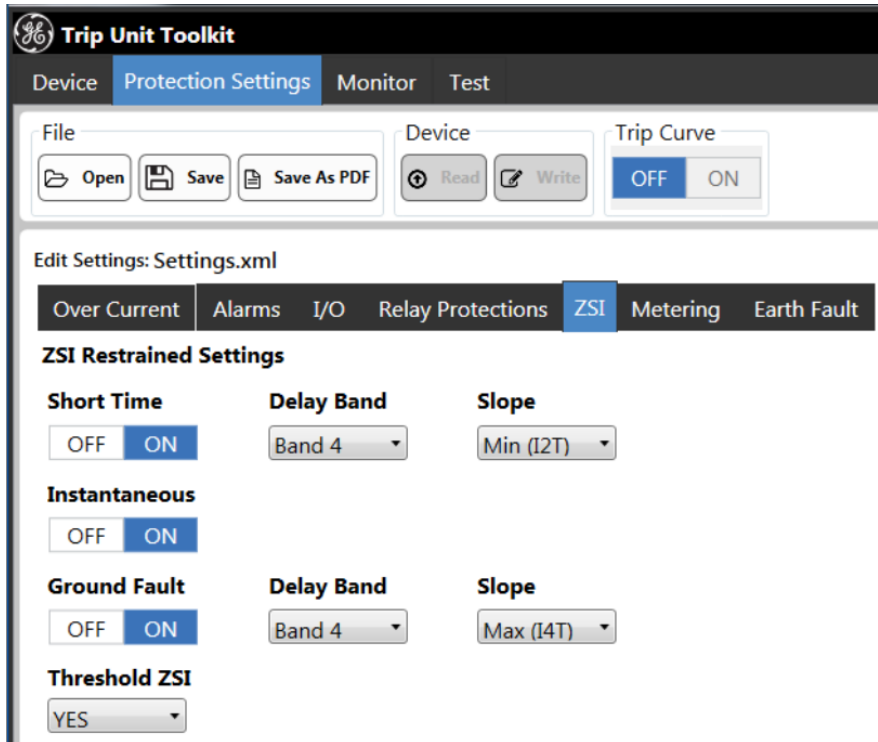 GE Trip Unit Toolkit
Device Protection Settings Monitor Test
File Device Trip Curve
Open Save Save As PDF Read Write OFF ON
Edit Settings: Settings.xml
Over Current Alarms I/O Relay Protections ZSI Metering Earth Fault
ZSI Restrained Settings
Short Time Delay Band Slope
OFF ON Band 4 Min (I2T)
Instantaneous
OFF ON
Ground Fault Delay Band Slope
OFF ON Band 4 Max (I4T)
Threshold ZSI
YES